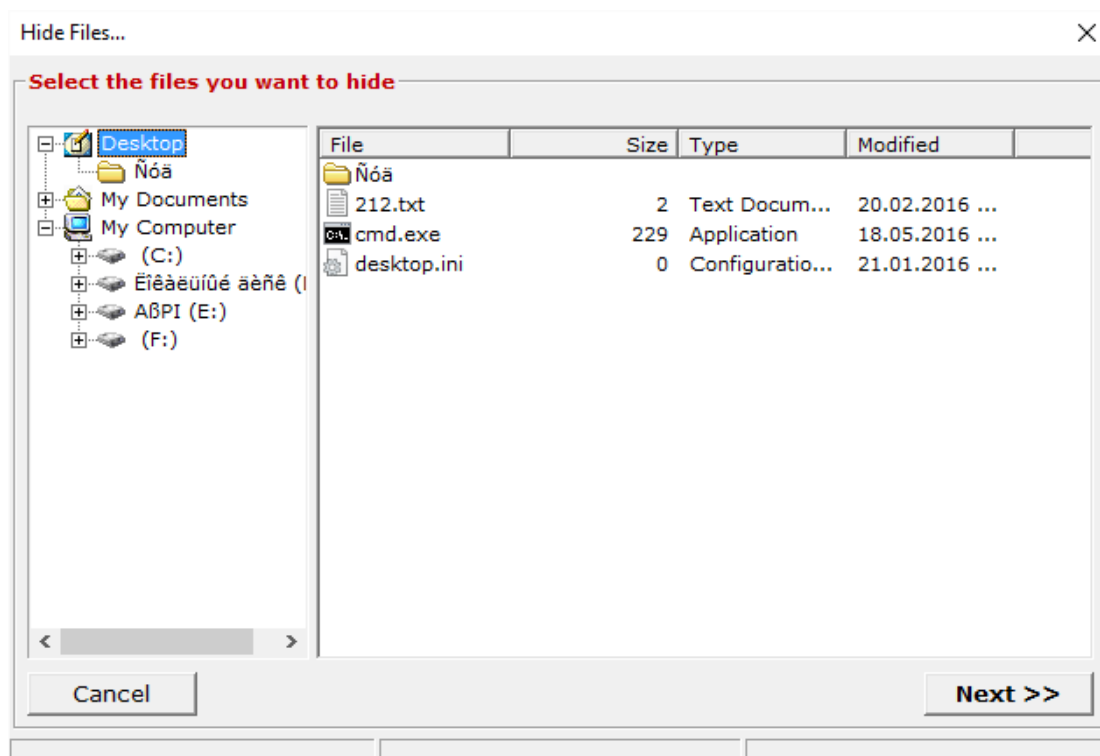 Hide Files...
Select the files you want to hide
Desktop
Ñóä
My Documents
My Computer
(C:)
Ëîêàëüíûé äèñê (
AßPI (E:)
(F:)
File Size Type Modified
Ñóä
212.txt 2 Text Docum... 20.02.2016 ...
C:\. cmd.exe 229 Application 18.05.2016 ...
desktop.ini 0 Configuratio... 21.01.2016 ...
Cancel
Next >>